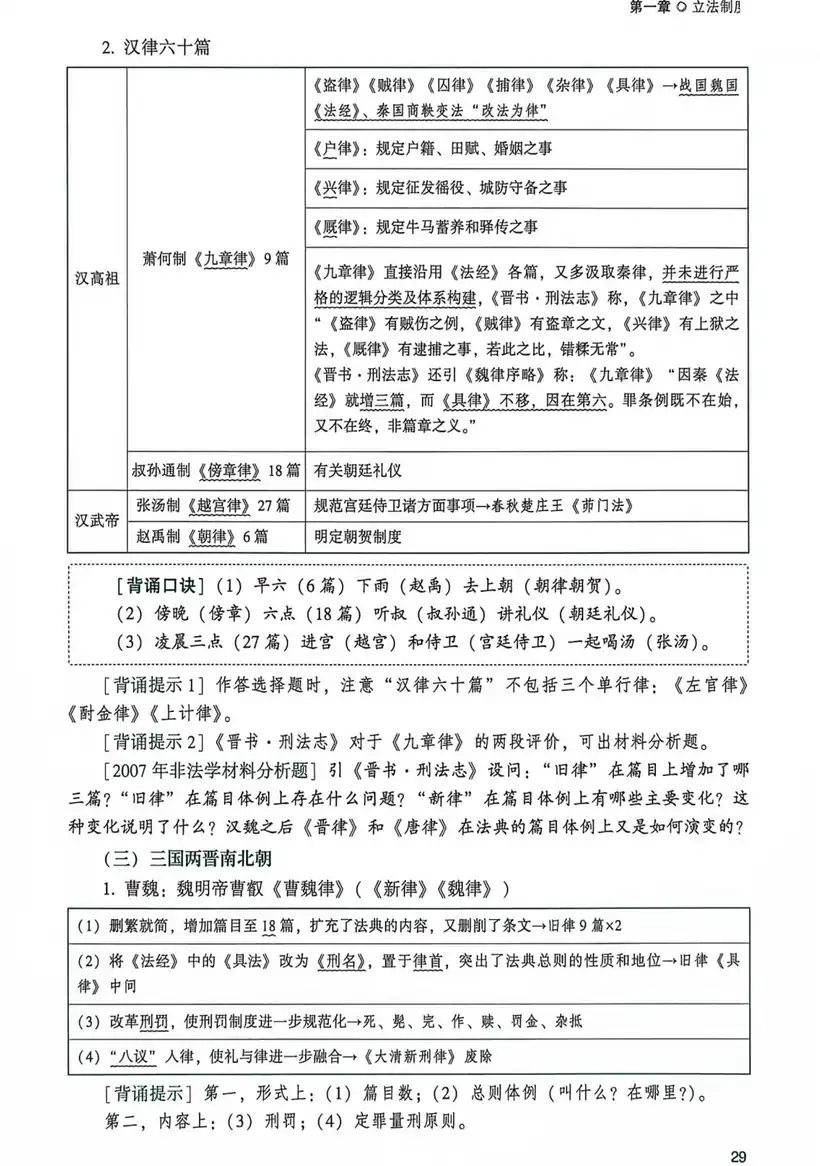 第一章 ○ 立法制度
2. 汉律六十篇
汉高祖
萧何制《九章律》9篇
《盗律》《贼律》《囚律》《捕律》《杂律》《具律》→战国魏国
《法经》、秦国商鞅变法“改法为律”
《户律》：规定户籍、田赋、婚姻之事
《兴律》：规定征发徭役、城防守备之事
《厩律》：规定牛马蓄养和驿传之事
《九章律》直接沿用《法经》各篇，又多汲取秦律，并未进行严
格的逻辑分类及体系构建，《晋书·刑法志》称，《九章律》之中
“《盗律》有贼伤之例，《贼律》有盗章之文，《兴律》有上狱之
法，《厩律》有逮捕之事，若此之比，错糅无常”。
《晋书·刑法志》还引《魏律序略》称：《九章律》“因秦《法
经》就增三篇，而《具律》不移，因在第六。罪条例既不在始，
又不在终，非篇章之义。”
叔孙通制《傍章律》18篇
有关朝廷礼仪
汉武帝
张汤制《越宫律》27篇
规范宫廷侍卫诸方面事项→春秋楚庄王《茆门法》
赵禹制《朝律》6篇
明定朝贺制度
[背诵口诀]（1）早六（6篇）下雨（赵禹）去上朝（朝律朝贺）。
（2）傍晚（傍章）六点（18篇）听叔（叔孙通）讲礼仪（朝廷礼仪）。
（3）凌晨三点（27篇）进宫（越宫）和侍卫（宫廷侍卫）一起喝汤（张汤）。
[背诵提示1]作答选择题时，注意“汉律六十篇”不包括三个单行律：《左官律》
《酎金律》《上计律》。
[背诵提示2]《晋书·刑法志》对于《九章律》的两段评价，可出材料分析题。
[2007年非法学材料分析题]引《晋书·刑法志》设问：“旧律”在篇目上增加了哪
三篇？“旧律”在篇目体例上存在什么问题？“新律”在篇目体例上有哪些主要变化？这
种变化说明了什么？汉魏之后《晋律》和《唐律》在法典的篇目体例上又是如何演变的？
（三）三国两晋南北朝
1. 曹魏：魏明帝曹叡《曹魏律》（《新律》《魏律》）
（1）删繁就简，增加篇目至18篇，扩充了法典的内容，又删削了条文→旧律9篇×2
（2）将《法经》中的《具法》改为《刑名》，置于律首，突出了法典总则的性质和地位→旧律《具
律》中间
（3）改革刑罚，使刑罚制度进一步规范化→死、髡、完、作、赎、罚金、杂抵
（4）“八议”入律，使礼与律进一步融合→《大清新刑律》废除
[背诵提示]第一，形式上：（1）篇目数；（2）总则体例（叫什么？在哪里？）。
第二，内容上：（3）刑罚；（4）定罪量刑原则。
29